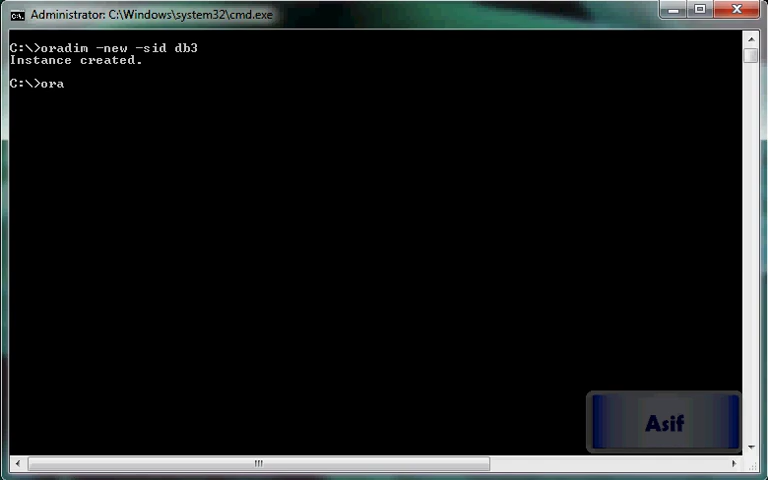 Administrator: C:\Windows\system32\cmd.exe
C:\>oradim -new -sid db3
Instance created.
C:\>ora
Asif